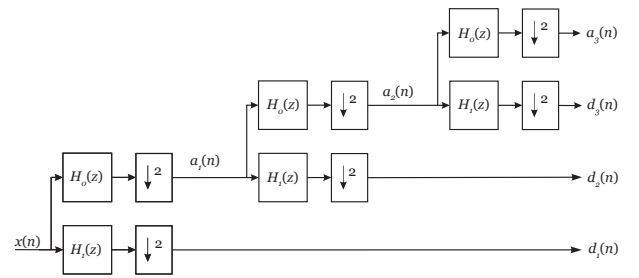 H₀(z) ↓2 a₃(n)
H₀(z) ↓2 a₂(n) H₁(z) ↓2 d₃(n)
H₀(z) ↓2 a₁(n) H₁(z) ↓2 d₂(n)
x(n) H₁(z) ↓2 d₁(n)